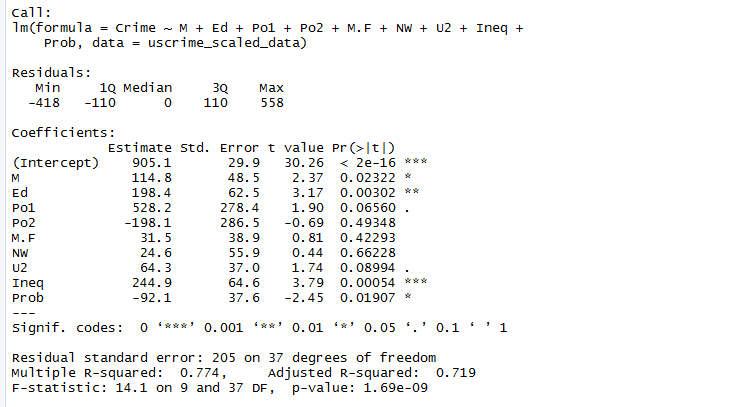 Call:
lm(formula = Crime ~ M + Ed + Po1 + Po2 + M.F + NW + U2 + Ineq +
    Prob, data = uscrime_scaled_data)
Residuals:
   Min     1Q Median     3Q    Max
  -418   -110      0    110    558
Coefficients:
            Estimate Std. Error t value Pr(>|t|)
(Intercept)    905.1       29.9   30.26  < 2e-16 ***
M              114.8       48.5    2.37  0.02322 *
Ed             198.4       62.5    3.17  0.00302 **
Po1            528.2      278.4    1.90  0.06560 .
Po2           -198.1      286.5   -0.69  0.49348
M.F             31.5       38.9    0.81  0.42293
NW              24.6       55.9    0.44  0.66228
U2              64.3       37.0    1.74  0.08994 .
Ineq           244.9       64.6    3.79  0.00054 ***
Prob           -92.1       37.6   -2.45  0.01907 *
---
Signif. codes:  0 ‘***’ 0.001 ‘**’ 0.01 ‘*’ 0.05 ‘.’ 0.1 ‘ ’ 1
Residual standard error: 205 on 37 degrees of freedom
Multiple R-squared:  0.774,	Adjusted R-squared:  0.719
F-statistic: 14.1 on 9 and 37 DF,  p-value: 1.69e-09